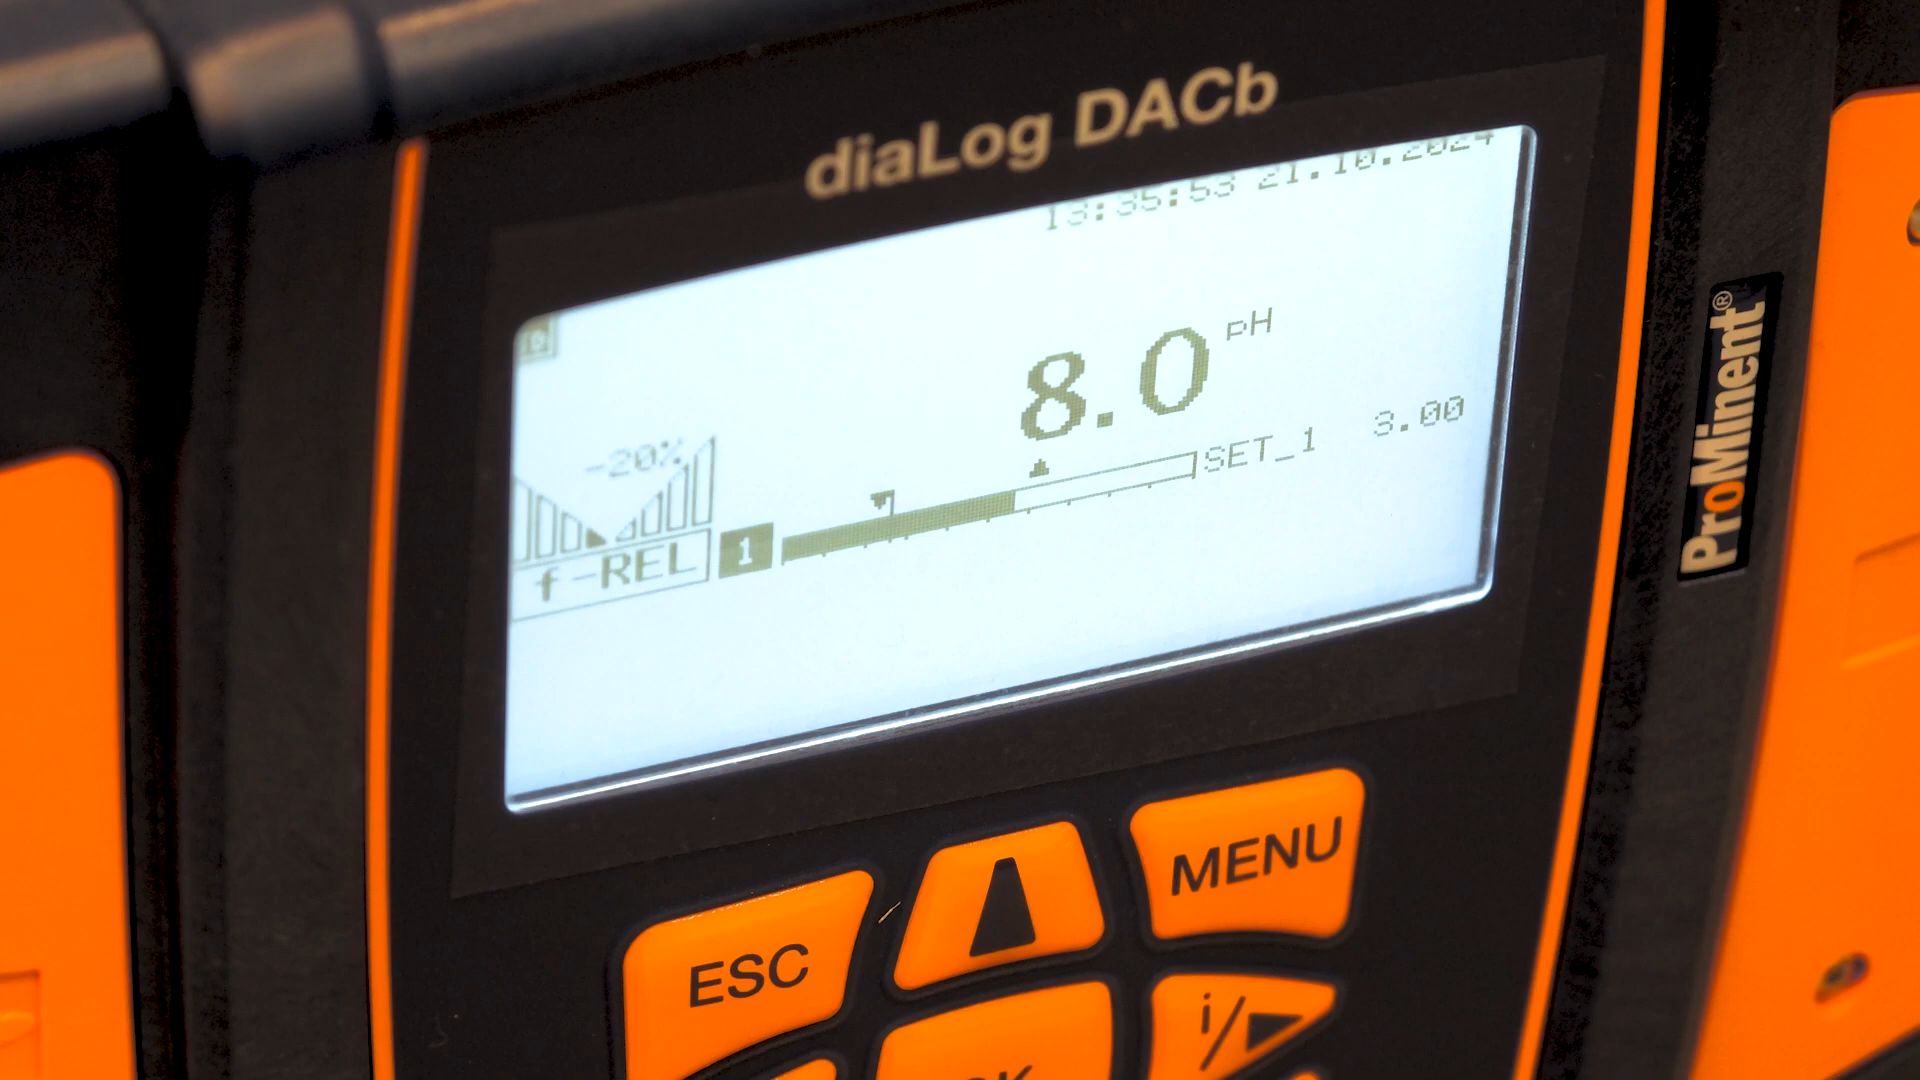 diaLog DACb
13:35:53 21.10.2024
8.0 pH
-20%
SET_1 3.00
f-REL
1
ProMinent®
ESC
MENU
i/